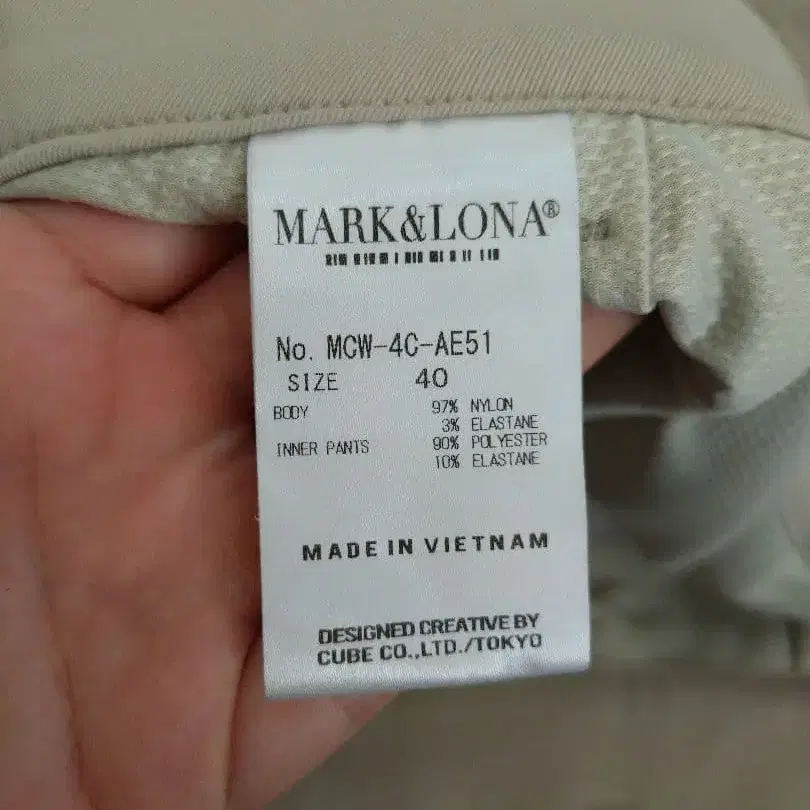 MARK&LONA®
No. MCW-4C-AE51
SIZE 40
BODY 97% NYLON
3% ELASTANE
INNER PANTS 90% POLYESTER
10% ELASTANE
MADE IN VIETNAM
DESIGNED CREATIVE BY
CUBE CO.,LTD./TOKYO